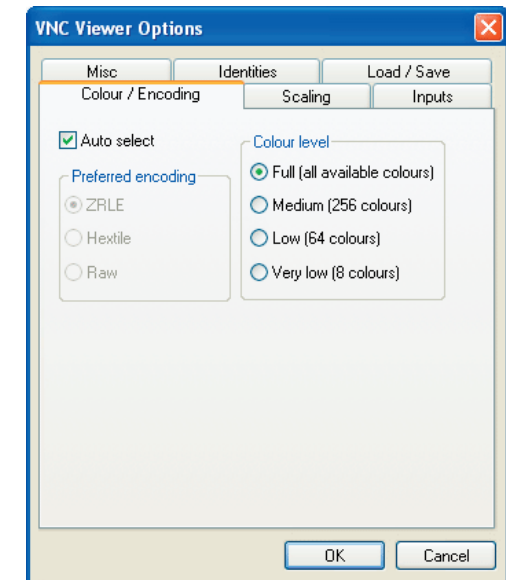 VNC Viewer Options
Misc Identities Load / Save
Colour / Encoding Scaling Inputs
Auto select
Preferred encoding
ZRLE
Hextile
Raw
Colour level
Full (all available colours)
Medium (256 colours)
Low (64 colours)
Very low (8 colours)
OK Cancel